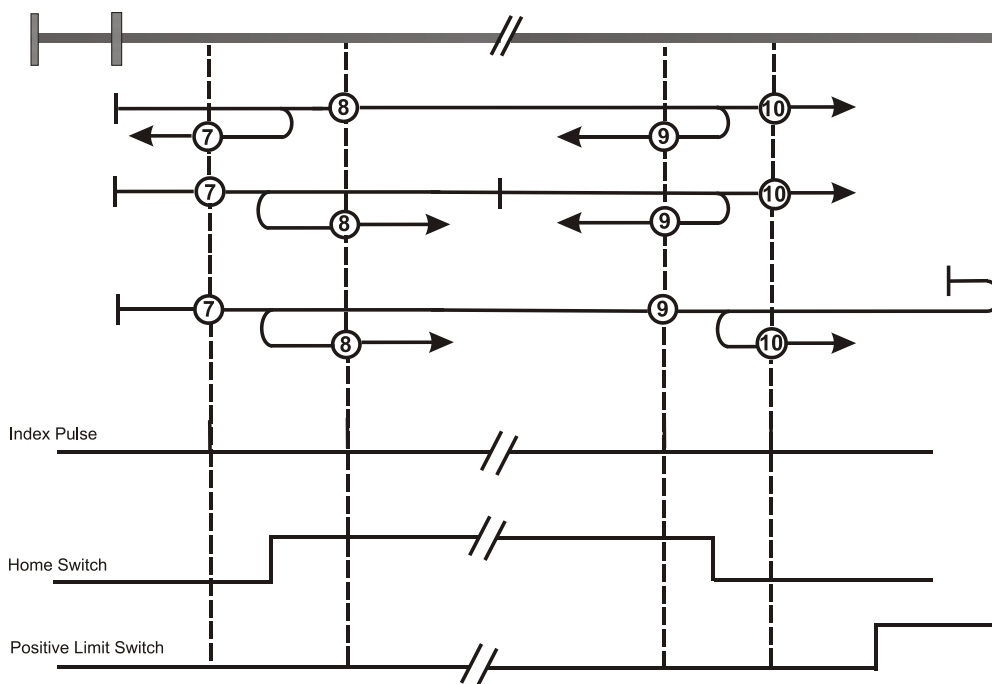 8 10
7 9
7 10
8 9
7 9
8 10
Index Pulse
Home Switch
Positive Limit Switch